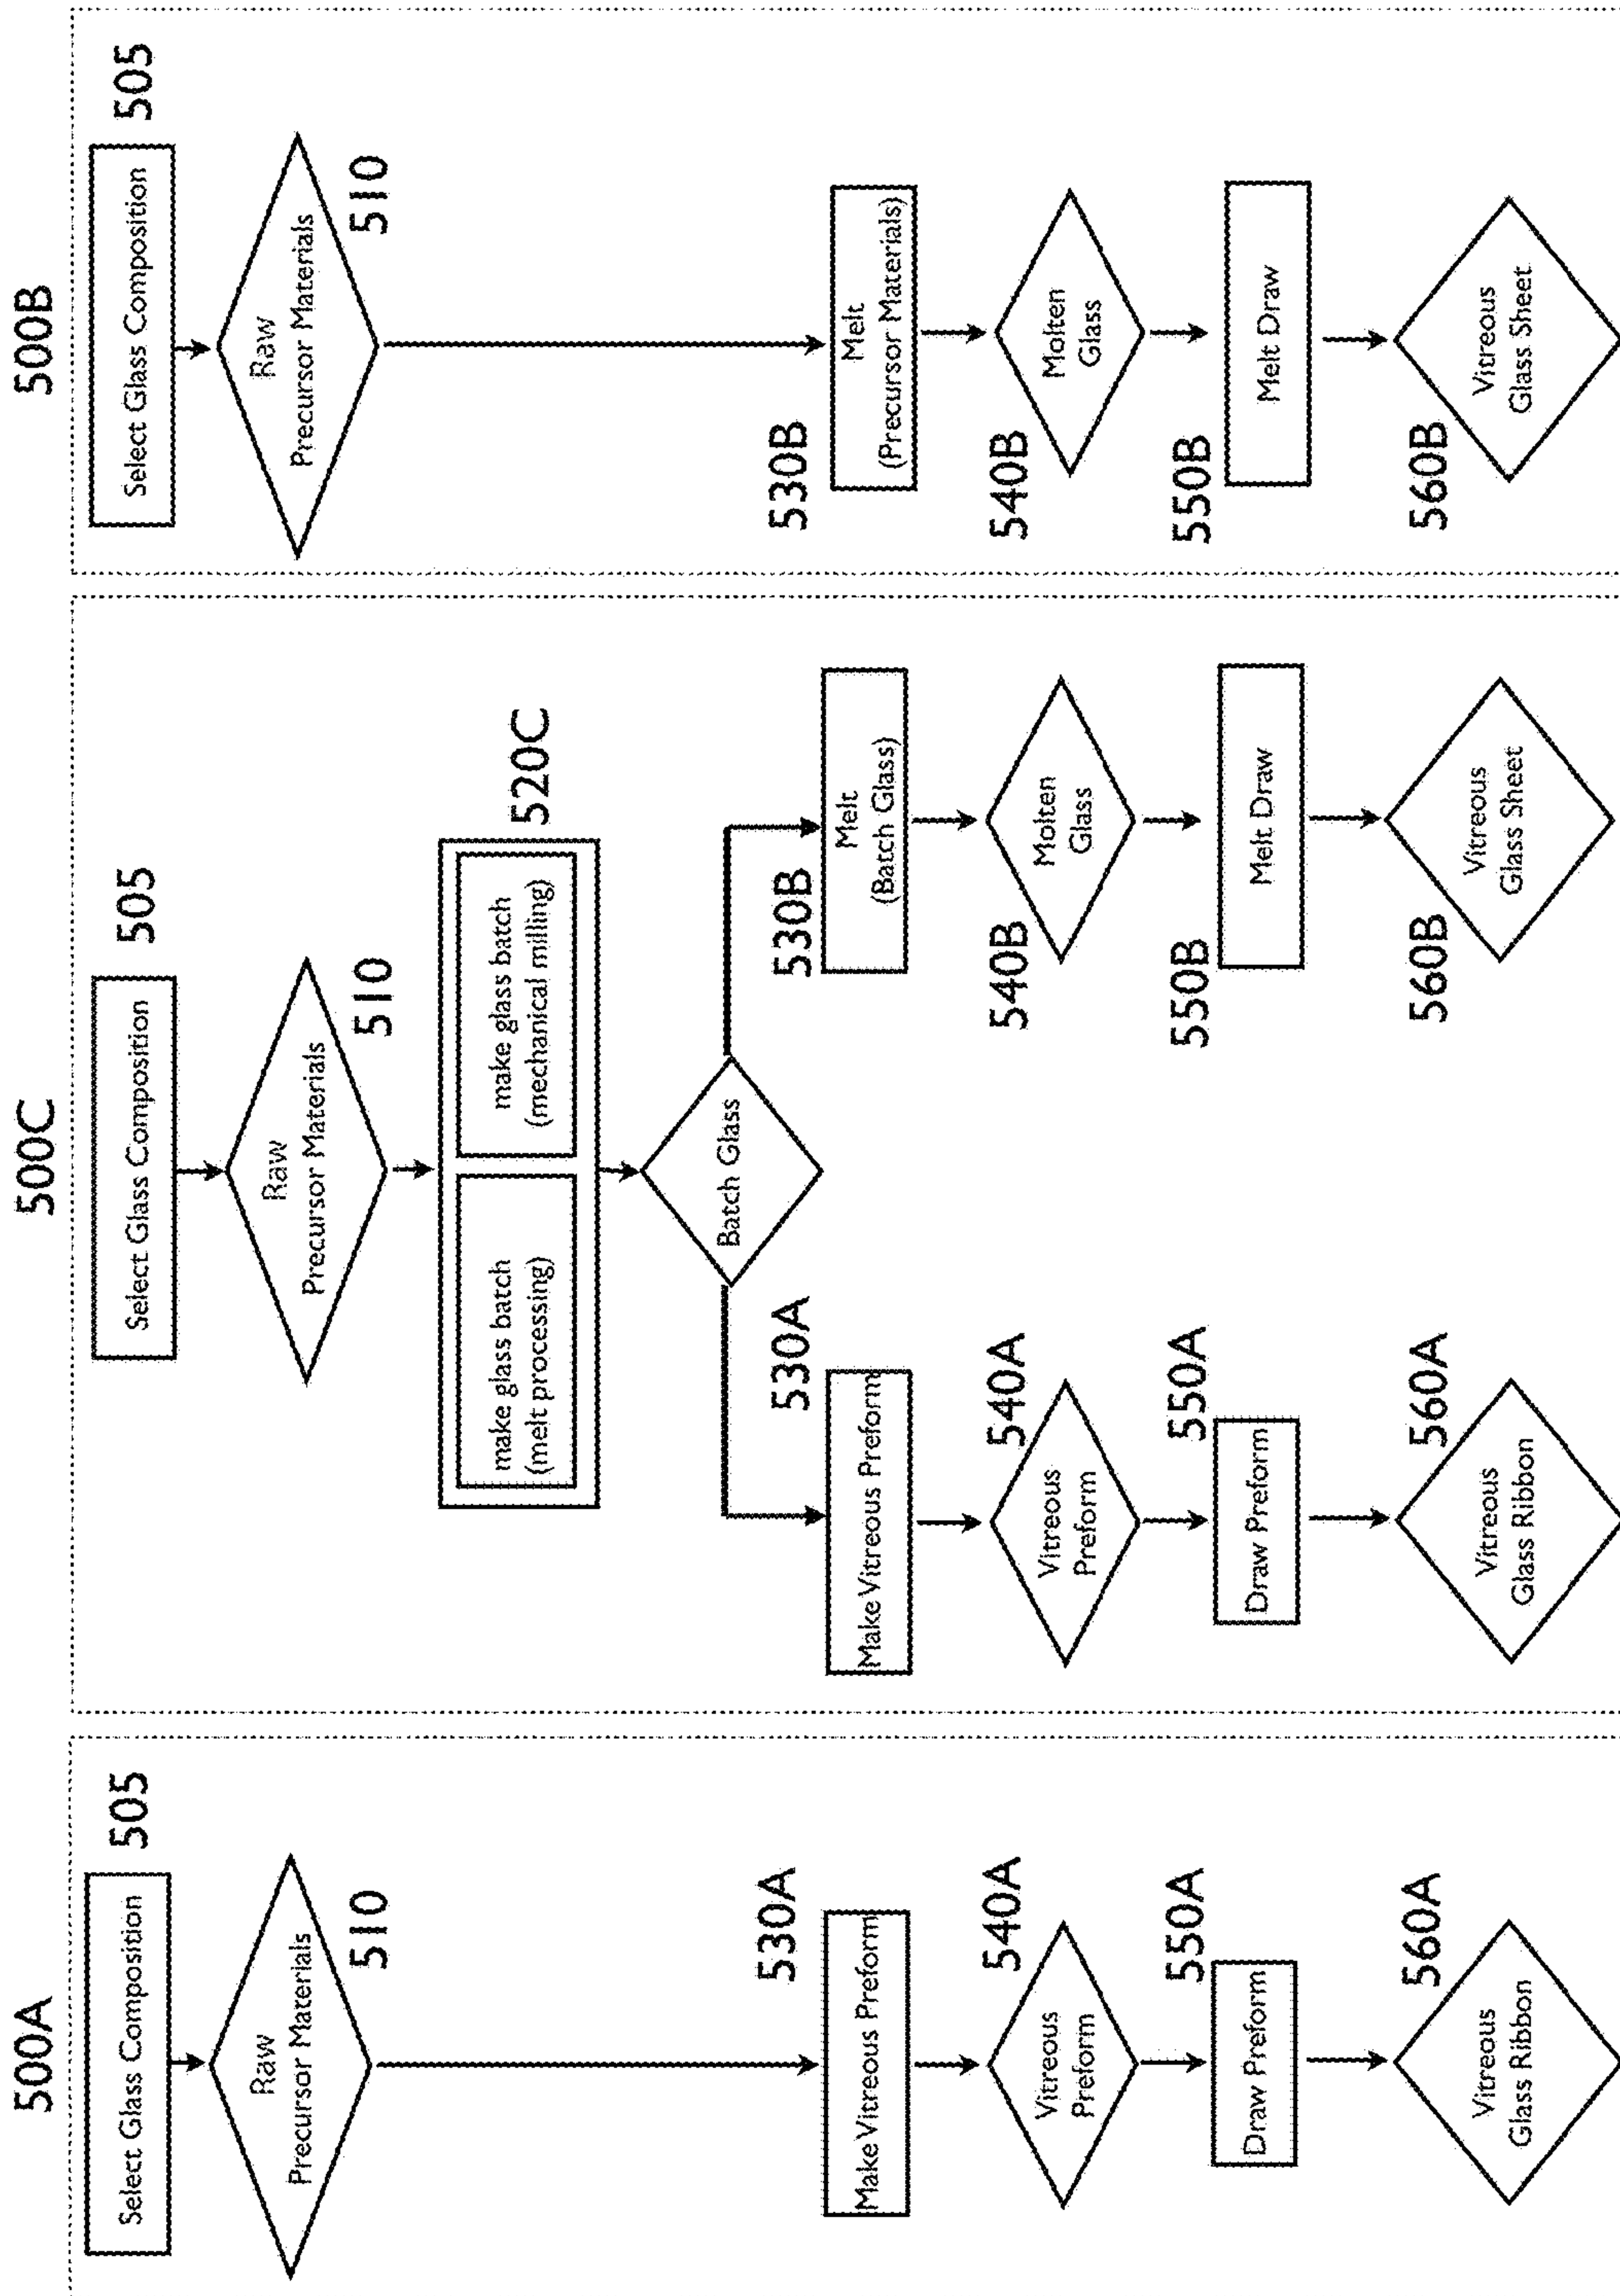 500A
Select Glass Composition
505
Raw
Precursor Materials
510
530A
Make Vitreous Preform
540A
Vitreous
Preform
550A
Draw Preform
560A
Vitreous
Glass Ribbon
500C
Select Glass Composition
505
Raw
Precursor Materials
510
make glass batch
(melt processing)
make glass batch
(mechanical milling)
520C
Batch Glass
530A
Make Vitreous Preform
540A
Vitreous
Preform
550A
Draw Preform
560A
Vitreous
Glass Ribbon
530B
Melt
(Batch Glass)
540B
Molten
Glass
550B
Melt Draw
560B
Vitreous
Glass Sheet
500B
Select Glass Composition
505
Raw
Precursor Materials
510
530B
Melt
(Precursor Materials)
540B
Molten
Glass
550B
Melt Draw
560B
Vitreous
Glass Sheet